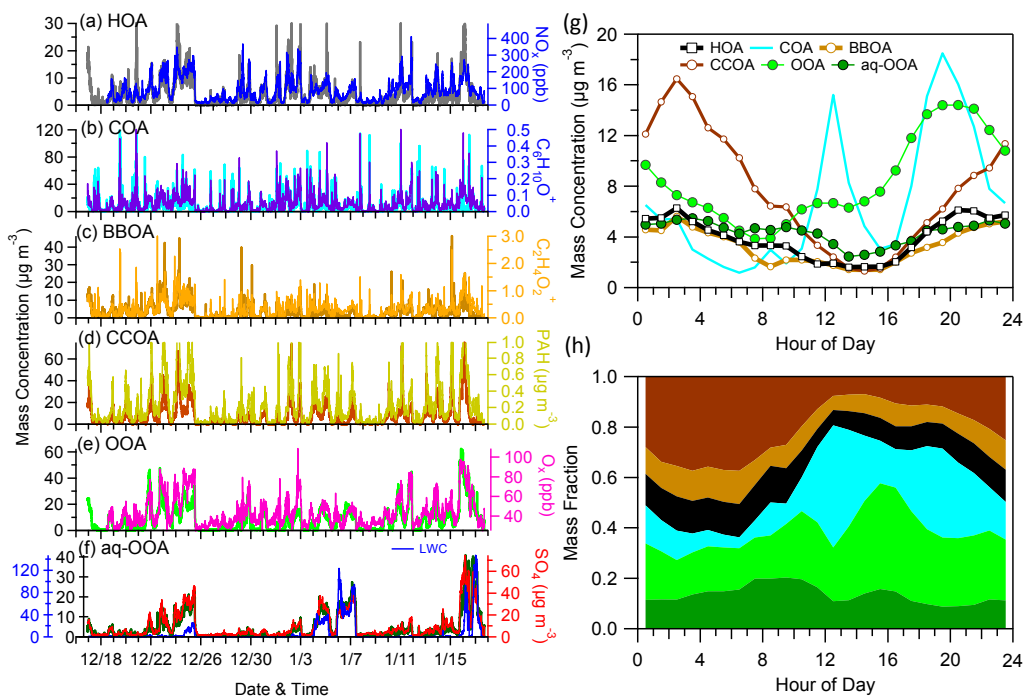 (a) HOA
30
20
10
0
400
300
200
100
0
NOx (ppb)
(b) COA
120
80
40
0
0.5
0.4
0.3
0.2
0.1
0.0
C6H10O+
(c) BBOA
40
30
20
10
0
3.0
2.0
1.0
0.0
C2H4O2+
(d) CCOA
60
40
20
0
1.0
0.8
0.6
0.4
0.2
0.0
PAH (µg m-3)
(e) OOA
60
40
20
0
100
80
60
40
Ox (ppb)
(f) aq-OOA
LWC
120
80
40
0
40
30
20
10
0
60
40
20
0
SO4 (µg m-3)
Mass Concentration (µg m-3)
12/18 12/22 12/26 12/30 1/3 1/7 1/11 1/15
Date & Time
(g)
HOA COA BBOA
CCOA OOA aq-OOA
20
16
12
8
4
0
Mass Concentration (µg m-3)
0 4 8 12 16 20 24
Hour of Day
(h)
1.0
0.8
0.6
0.4
0.2
0.0
Mass Fraction
0 4 8 12 16 20 24
Hour of Day